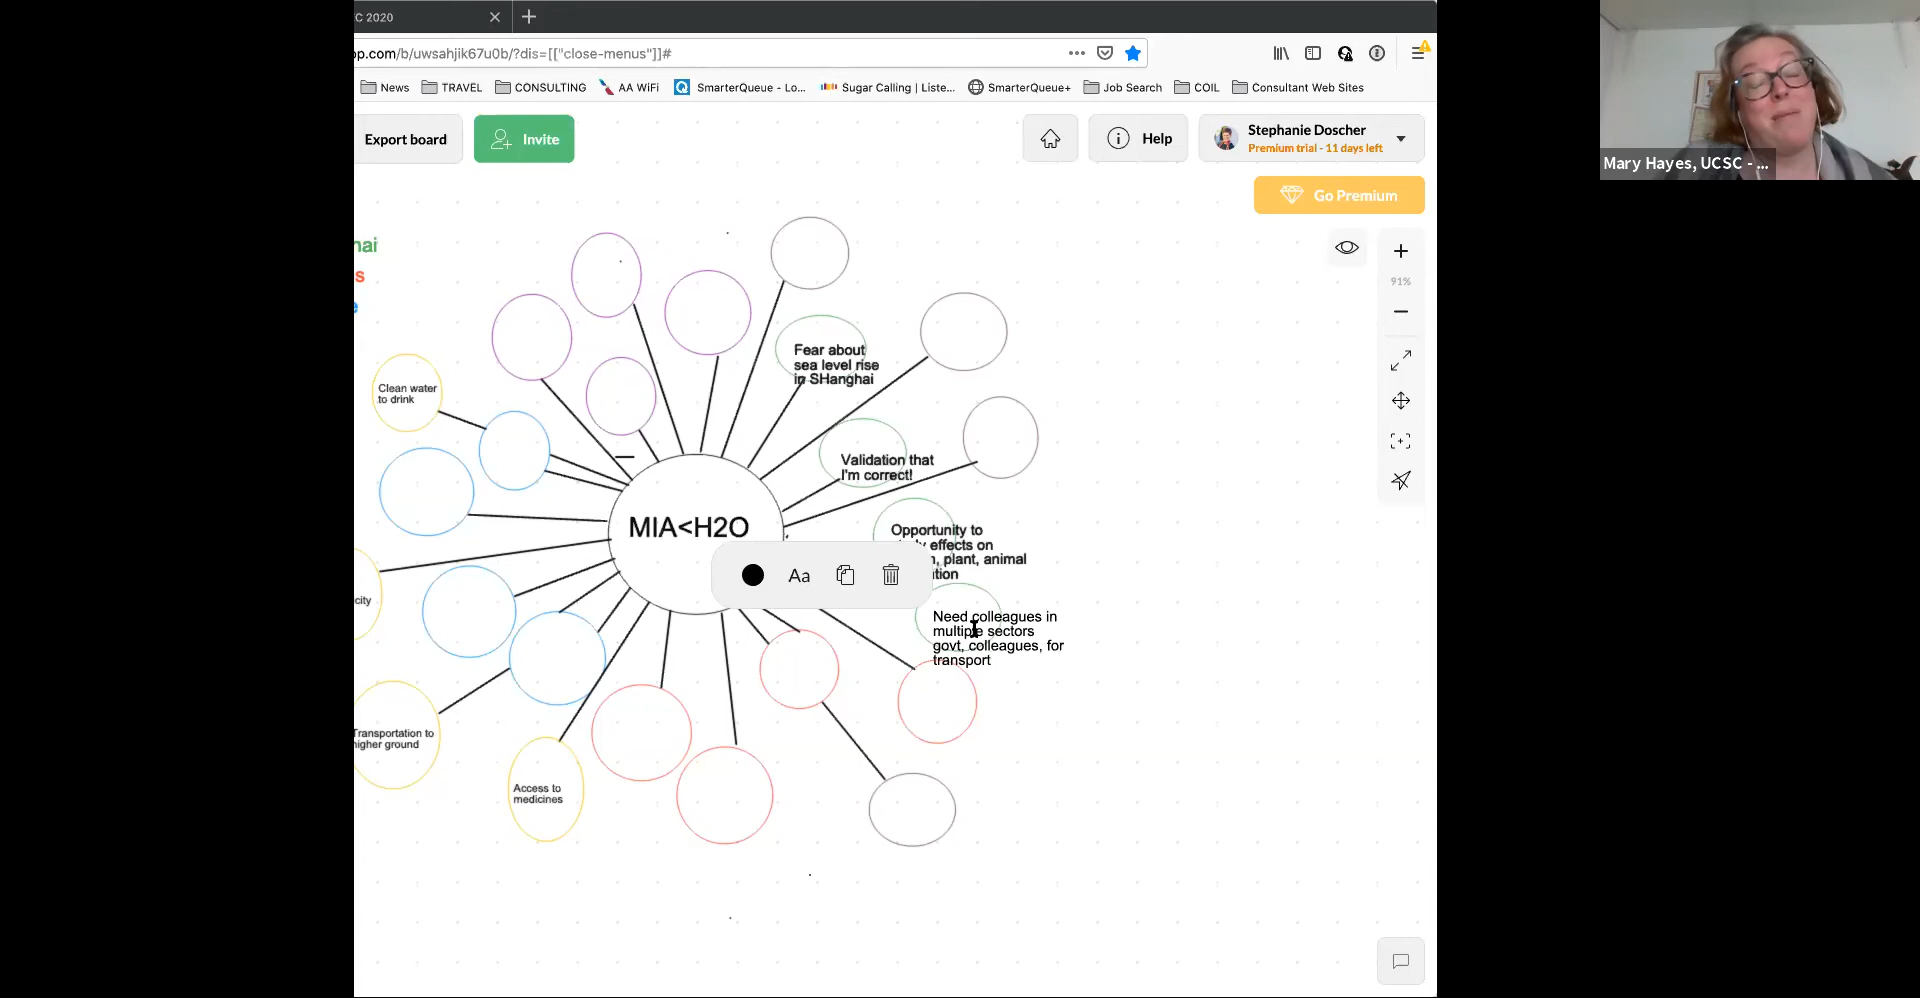 C 2020
op.com/b/uwsahjik67u0b/?dis=[["close-menus"]]#
News TRAVEL CONSULTING AA WiFi SmarterQueue - Lo... Sugar Calling | Liste... SmarterQueue+ Job Search COIL Consultant Web Sites
Export board
Invite
Help
Stephanie Doscher
Premium trial - 11 days left
Go Premium
Mary Hayes, UCSC - ...
91%
hai
s
e
Fear about
sea level rise
in SHanghai
Clean water
to drink
Validation that
I'm correct!
MIA<H2O
Opportunity to
effects on
, plant, animal
Aa
city
Need colleagues in
multiple sectors
govt, colleagues, for
transport
Transportation to
higher ground
Access to
medicines